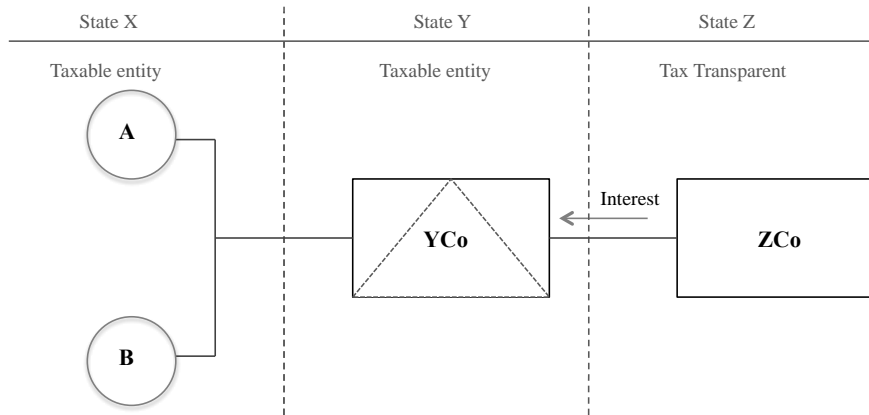 State X
State Y
State Z
Taxable entity
Taxable entity
Tax Transparent
A
Interest
YCo
ZCo
B